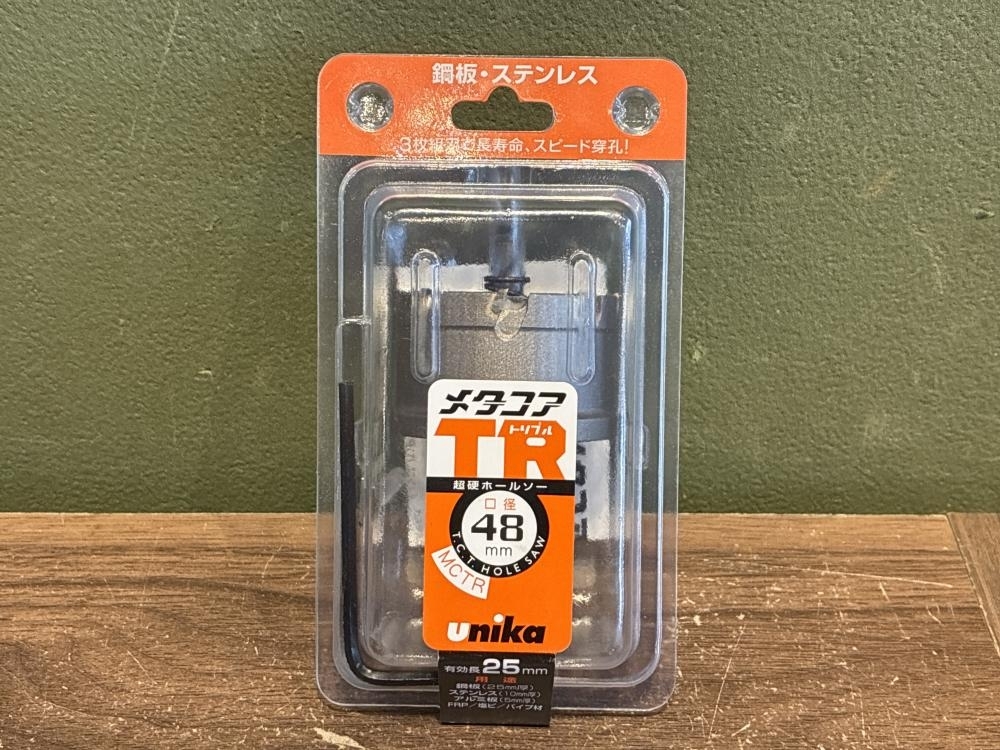 鋼板・ステンレス
3枚組刃で長寿命、スピード穿孔!
メタコア
トリプル
TR
超硬ホールソー
口径
48
mm
T.C.T. HOLE SAW
MCTR
unika
有効長25mm
用途
鋼板(25mm厚)
ステンレス(10mm厚)
アルミ板(5mm厚)
FRP/塩ビ/パイプ材